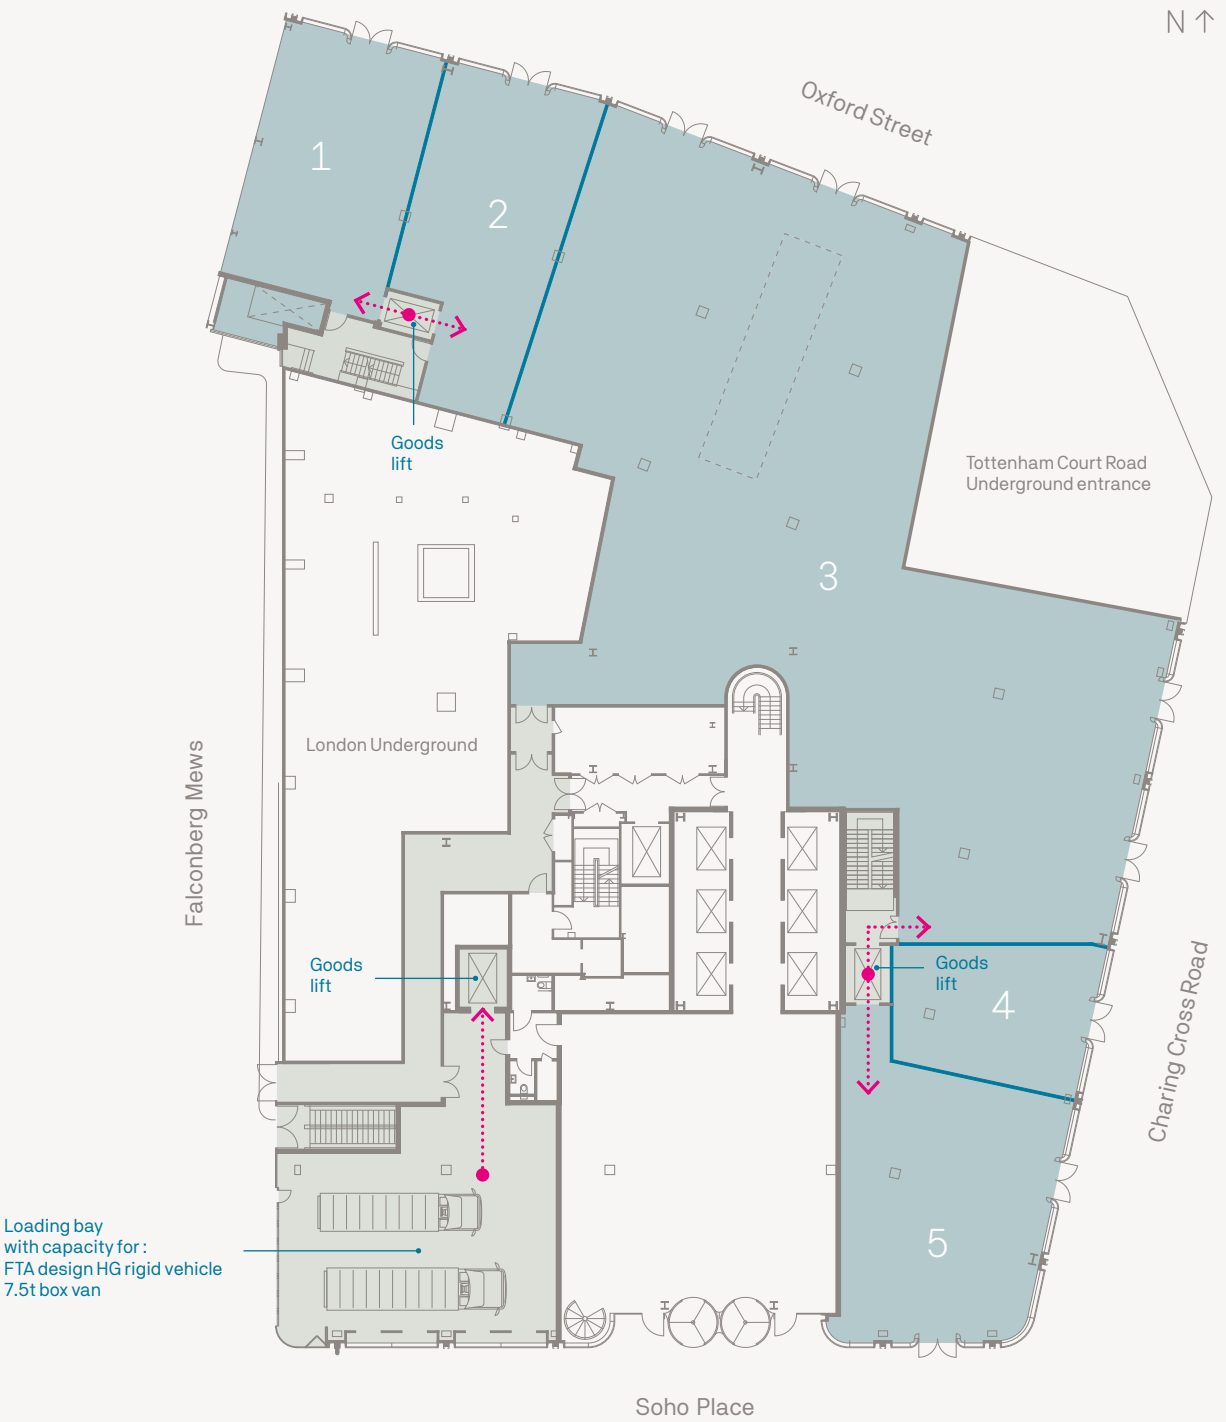 N
Oxford Street
1
2
Goods
lift
Tottenham Court Road
Underground entrance
3
London Underground
Falconberg Mews
Goods
lift
Goods
lift
4
Charing Cross Road
Loading bay
with capacity for :
FTA design HG rigid vehicle
7.5t box van
5
Soho Place